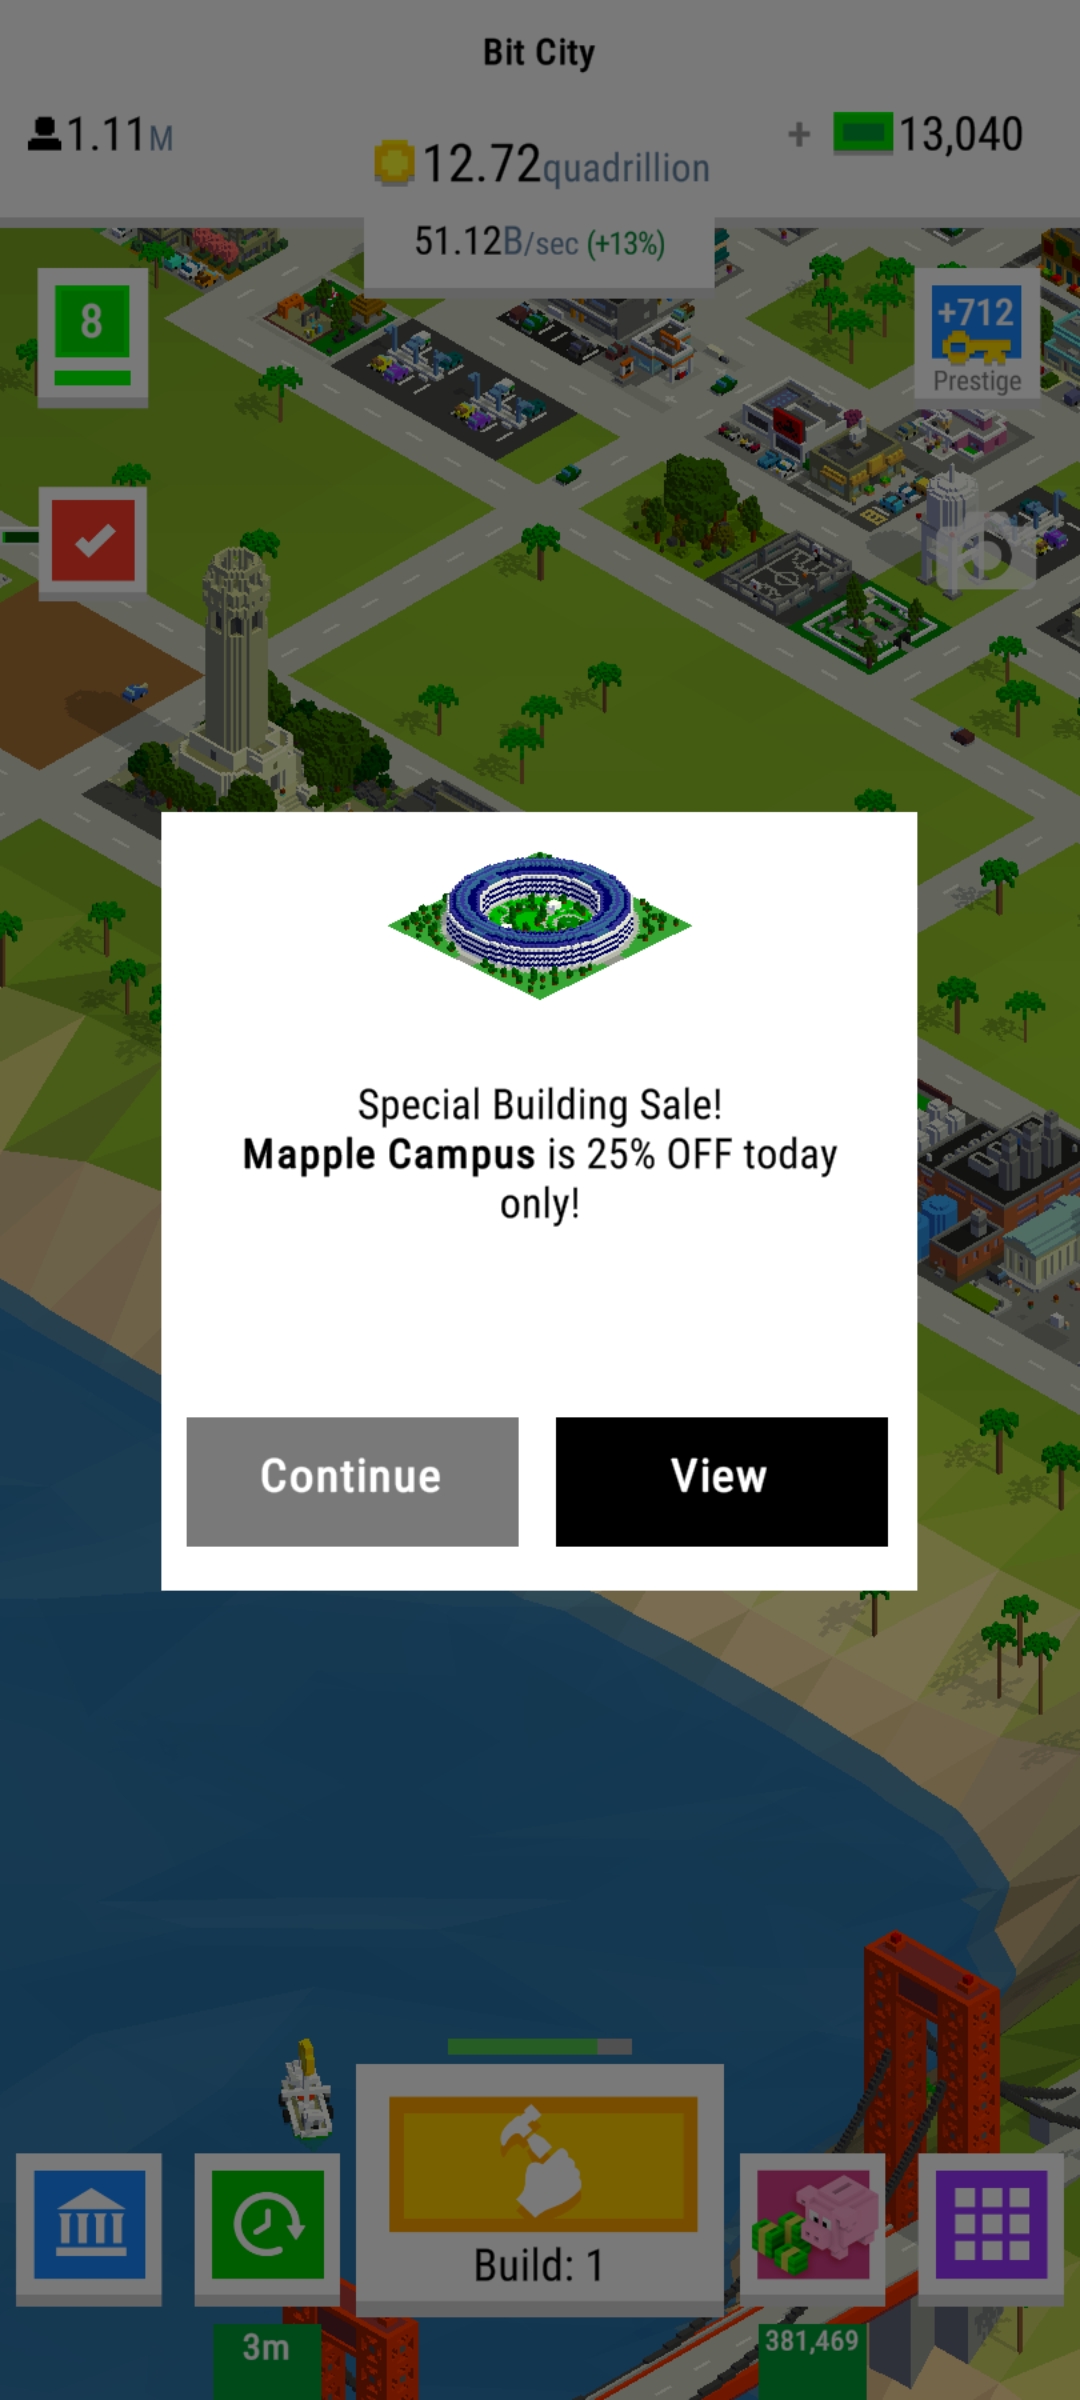 Bit City
1.11M
12.72quadrillion
+ 13,040
51.12B/sec (+13%)
8
+712
Prestige
Special Building Sale!
Mapple Campus is 25% OFF today
only!
Continue
View
Build: 1
3m
381,469